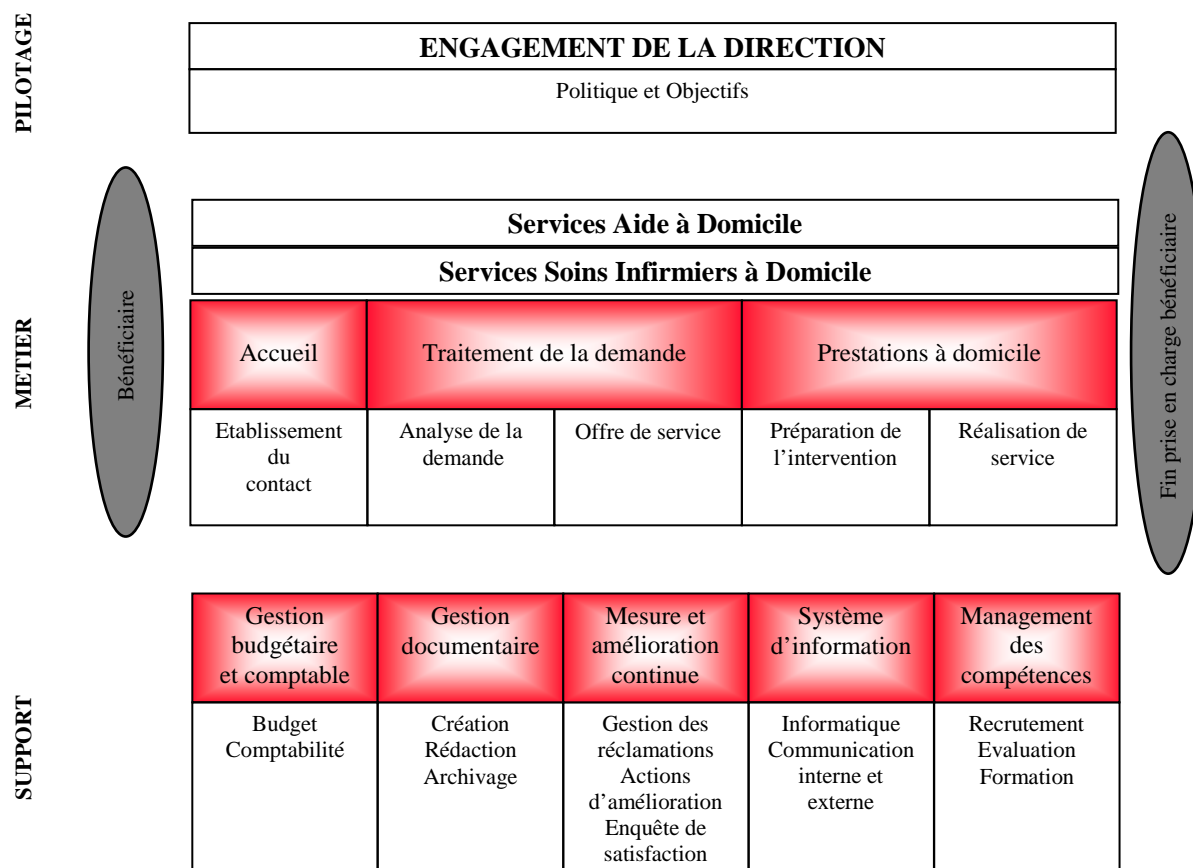 PILOTAGE
ENGAGEMENT DE LA DIRECTION
Politique et Objectifs
METIER
Bénéficiaire
Services Aide à Domicile
Services Soins Infirmiers à Domicile
Accueil
Traitement de la demande
Prestations à domicile
Etablissement
du
contact
Analyse de la
demande
Offre de service
Préparation de
l’intervention
Réalisation de
service
Fin prise en charge bénéficiaire
SUPPORT
Gestion
budgétaire
et comptable
Gestion
documentaire
Mesure et
amélioration
continue
Système
d’information
Management
des
compétences
Budget
Comptabilité
Création
Rédaction
Archivage
Gestion des
réclamations
Actions
d’amélioration
Enquête de
satisfaction
Informatique
Communication
interne et
externe
Recrutement
Evaluation
Formation